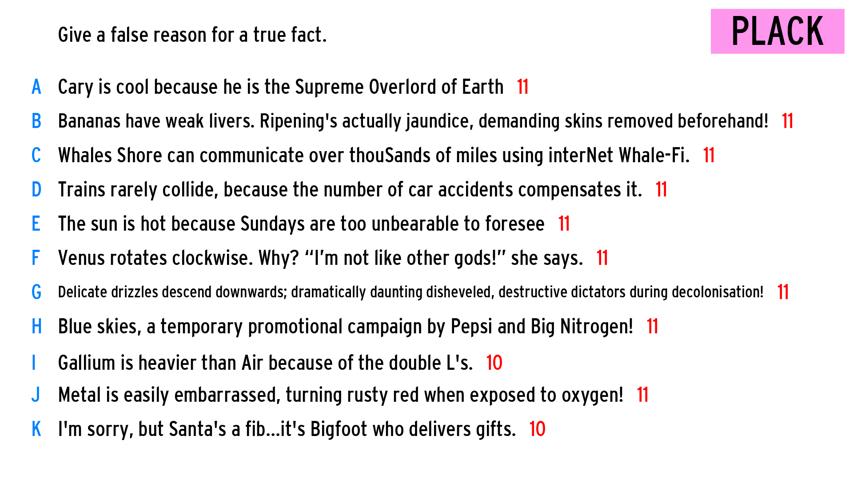 Give a false reason for a true fact.
PLACK
A Cary is cool because he is the Supreme Overlord of Earth 11
B Bananas have weak livers. Ripening's actually jaundice, demanding skins removed beforehand! 11
C Whales Shore can communicate over thouSands of miles using interNet Whale-Fi. 11
D Trains rarely collide, because the number of car accidents compensates it. 11
E The sun is hot because Sundays are too unbearable to foresee 11
F Venus rotates clockwise. Why? “I'm not like other gods!” she says. 11
G Delicate drizzles descend downwards; dramatically daunting disheveled, destructive dictators during decolonisation! 11
H Blue skies, a temporary promotional campaign by Pepsi and Big Nitrogen! 11
I Gallium is heavier than Air because of the double L's. 10
J Metal is easily embarrassed, turning rusty red when exposed to oxygen! 11
K I'm sorry, but Santa's a fib...it's Bigfoot who delivers gifts. 10